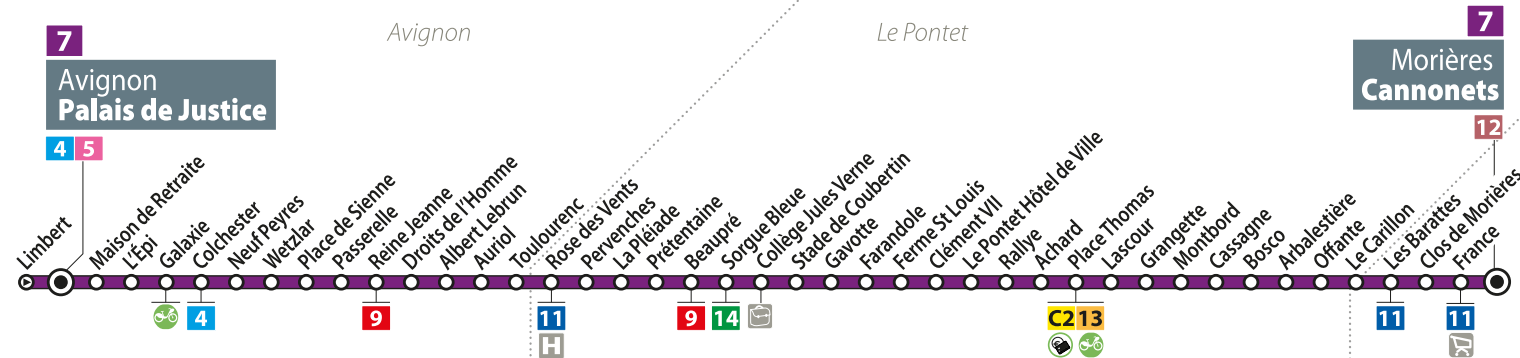 Avignon
Le Pontet
7
Avignon
Palais de Justice
4 5
7
Morières
Cannonets
12
Limbert
Maison de Retraite
L'Épi
Galaxie
Colchester
Neuf Peyres
Wetzlar
Place de Sienne
Passerelle
Reine Jeanne
Droits de l'Homme
Albert Lebrun
Auriol
Toulourenc
Rose des Vents
Pervenches
La Pléiade
Prétentaine
Beaupré
Sorgue Bleue
Collège Jules Verne
Stade de Coubertin
Gavotte
Farandole
Ferme St Louis
Clément VII
Le Pontet Hôtel de Ville
Rallye
Achard
Place Thomas
Lascour
Grangette
Montbord
Cassagne
Bosco
Arbalestière
Offante
Le Carillon
Les Barattes
Clos de Morières
France
4
9
11
H
9
14
C2 13
11
11